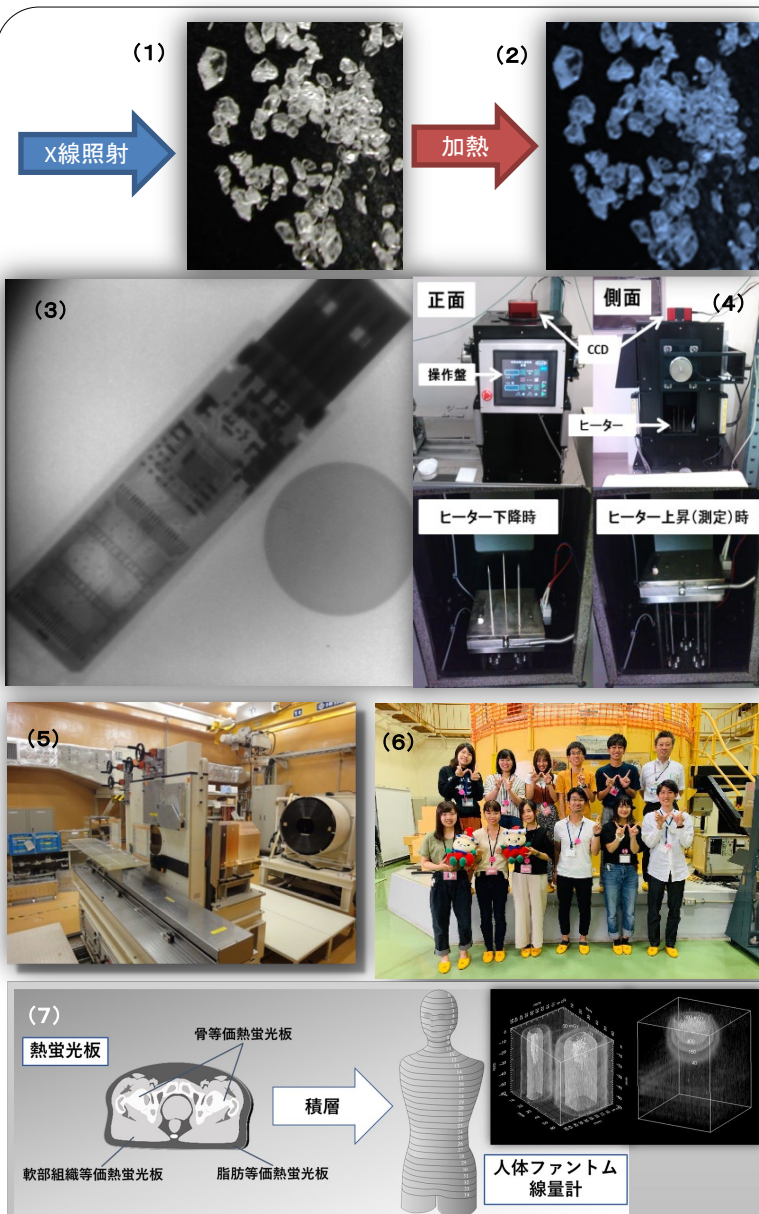 (1)
(2)
X線照射
加熱
(3)
正面
側面
(4)
CCD
操作盤
ヒーター
ヒーター下降時
ヒーター上昇(測定)時
(5)
(6)
(7)
熱蛍光板
骨等価熱蛍光板
積層
軟部組織等価熱蛍光板
脂肪等価熱蛍光板
人体ファントム
線量計